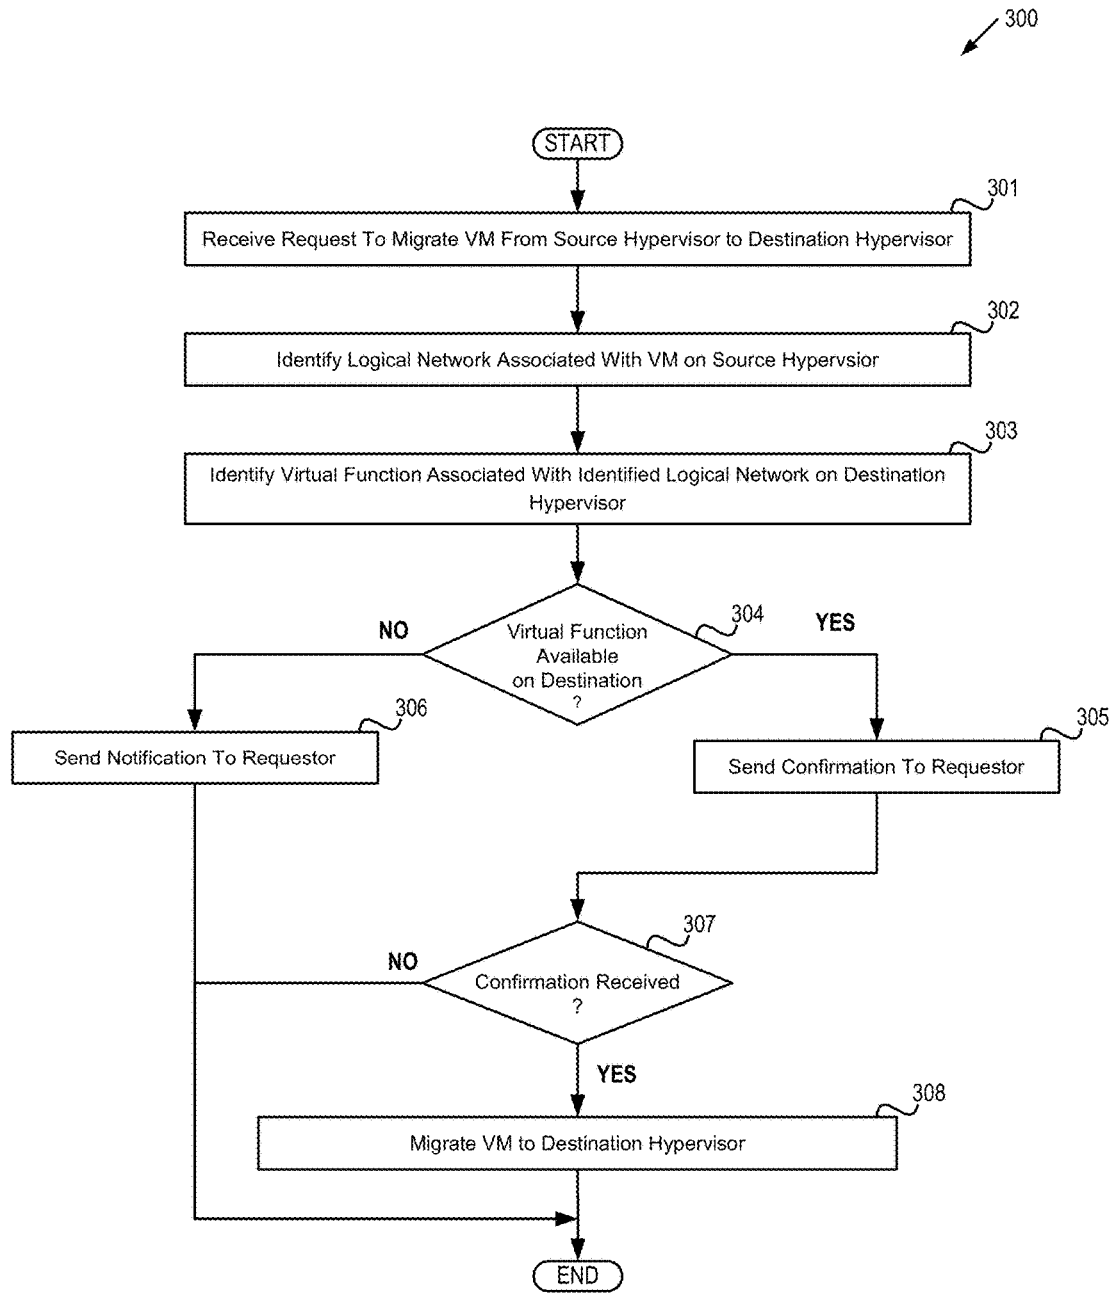 300
START
301
Receive Request To Migrate VM From Source Hypervisor to Destination Hypervisor
302
Identify Logical Network Associated With VM on Source Hypervsior
303
Identify Virtual Function Associated With Identified Logical Network on Destination
Hypervisor
304
NO
YES
Virtual Function
Available
on Destination
?
306
Send Notification To Requestor
305
Send Confirmation To Requestor
307
NO
Confirmation Received
?
YES
308
Migrate VM to Destination Hypervisor
END